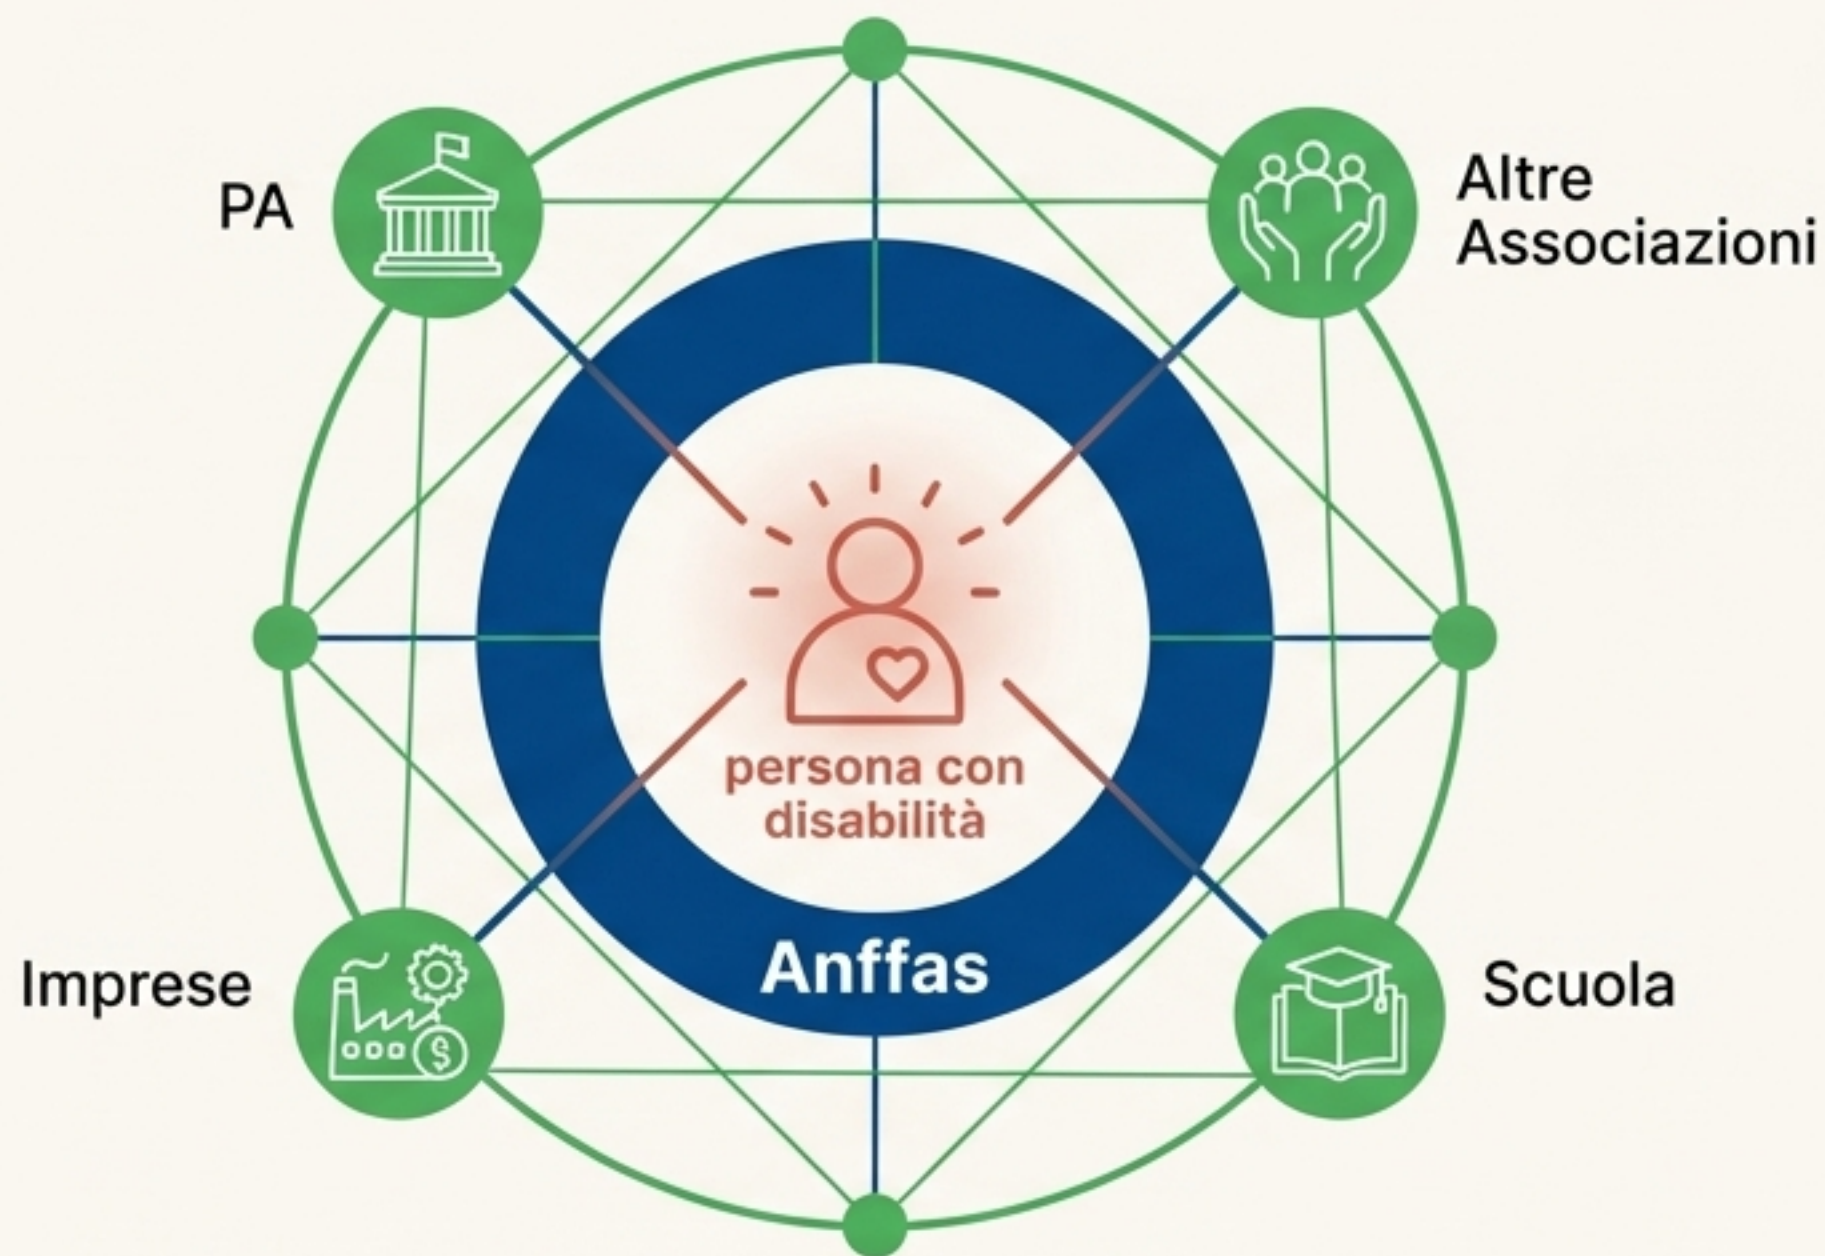 PA
Altre
Associazioni
persona con
disabilità
Anffas
Imprese
$
Scuola